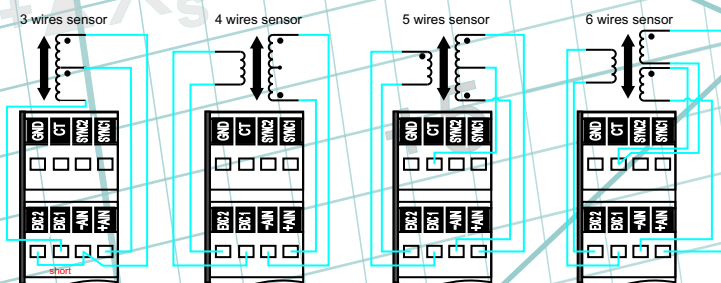 3 wires sensor
4 wires sensor
5 wires sensor
6 wires sensor
GND CT SYNC2 SYNC1
GND CT SYNC2 SYNC1
GND CT SYNC2 SYNC1
GND CT SYNC2 SYNC1
EXC2 EXC1 -AIN +AIN
EXC2 EXC1 -AIN +AIN
EXC2 EXC1 -AIN +AIN
EXC2 EXC1 -AIN +AIN
short